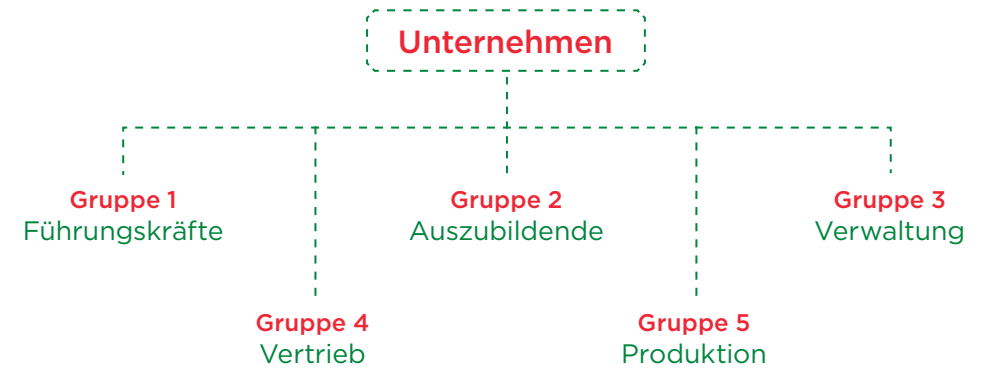 Unternehmen
Gruppe 1
Führungskräfte
Gruppe 2
Auszubildende
Gruppe 3
Verwaltung
Gruppe 4
Vertrieb
Gruppe 5
Produktion